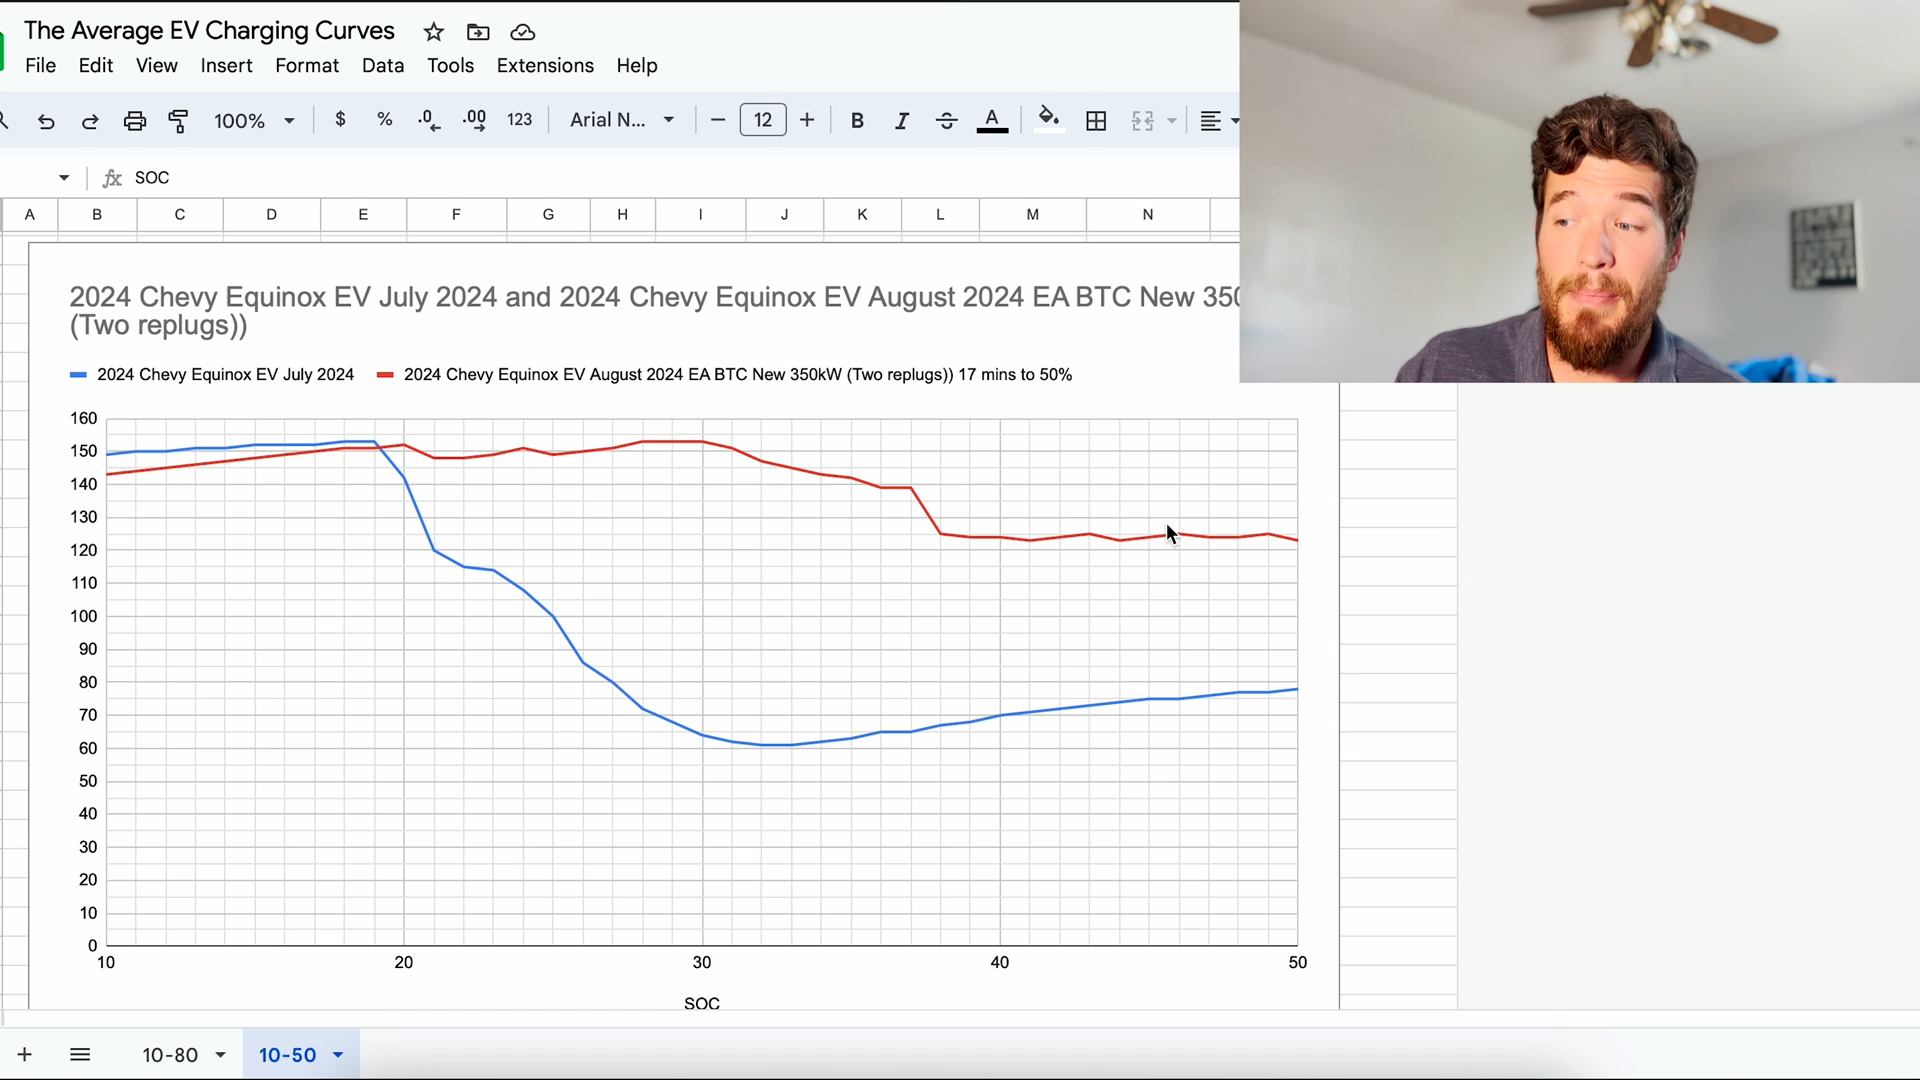 The Average EV Charging Curves
File Edit View Insert Format Data Tools Extensions Help
100% $ % .0 .00 123 Arial N... 12 B I S A
fx SOC
A B C D E F G H I J K L M N
2024 Chevy Equinox EV July 2024 and 2024 Chevy Equinox EV August 2024 EA BTC New 350
(Two replugs))
2024 Chevy Equinox EV July 2024 2024 Chevy Equinox EV August 2024 EA BTC New 350kW (Two replugs)) 17 mins to 50%
160
150
140
130
120
110
100
90
80
70
60
50
40
30
20
10
0
10 20 30 40 50
SOC
10-80 10-50